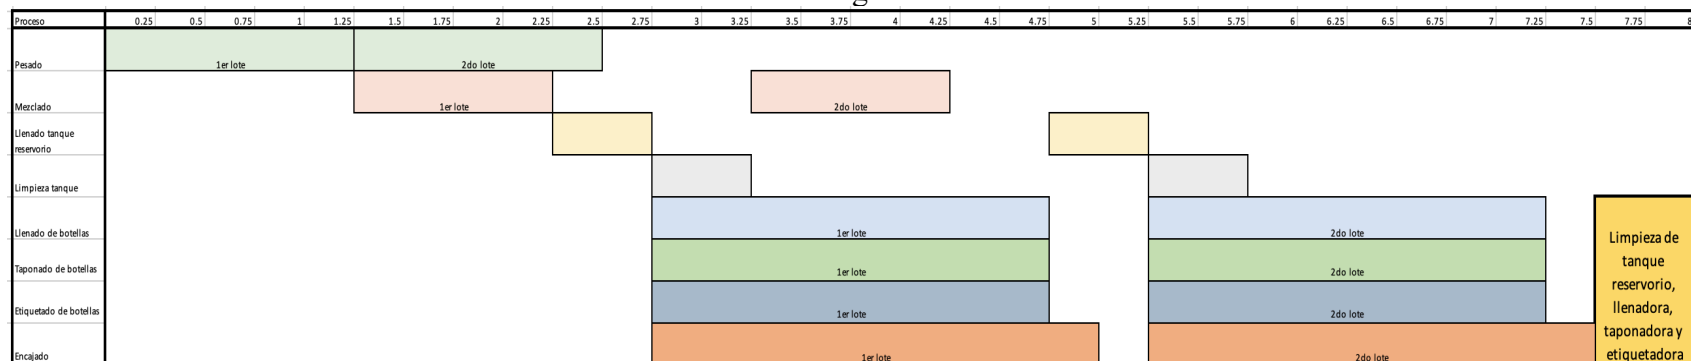 Proceso 0.25 0.5 0.75 1 1.25 1.5 1.75 2 2.25 2.5 2.75 3 3.25 3.5 3.75 4 4.25 4.5 4.75 5 5.25 5.5 5.75 6 6.25 6.5 6.75 7 7.25 7.5 7.75 8
Pesado 1er lote 2do lote
Mezclado 1er lote 2do lote
Llenado tanque
reservorio
Limpieza tanque
Llenado de botellas 1er lote 2do lote
Taponado de botellas 1er lote 2do lote
Etiquetado de botellas 1er lote 2do lote
Encajado 1er lote 2do lote
Limpieza de
tanque
reservorio,
llenadora,
taponadora y
etiquetadora